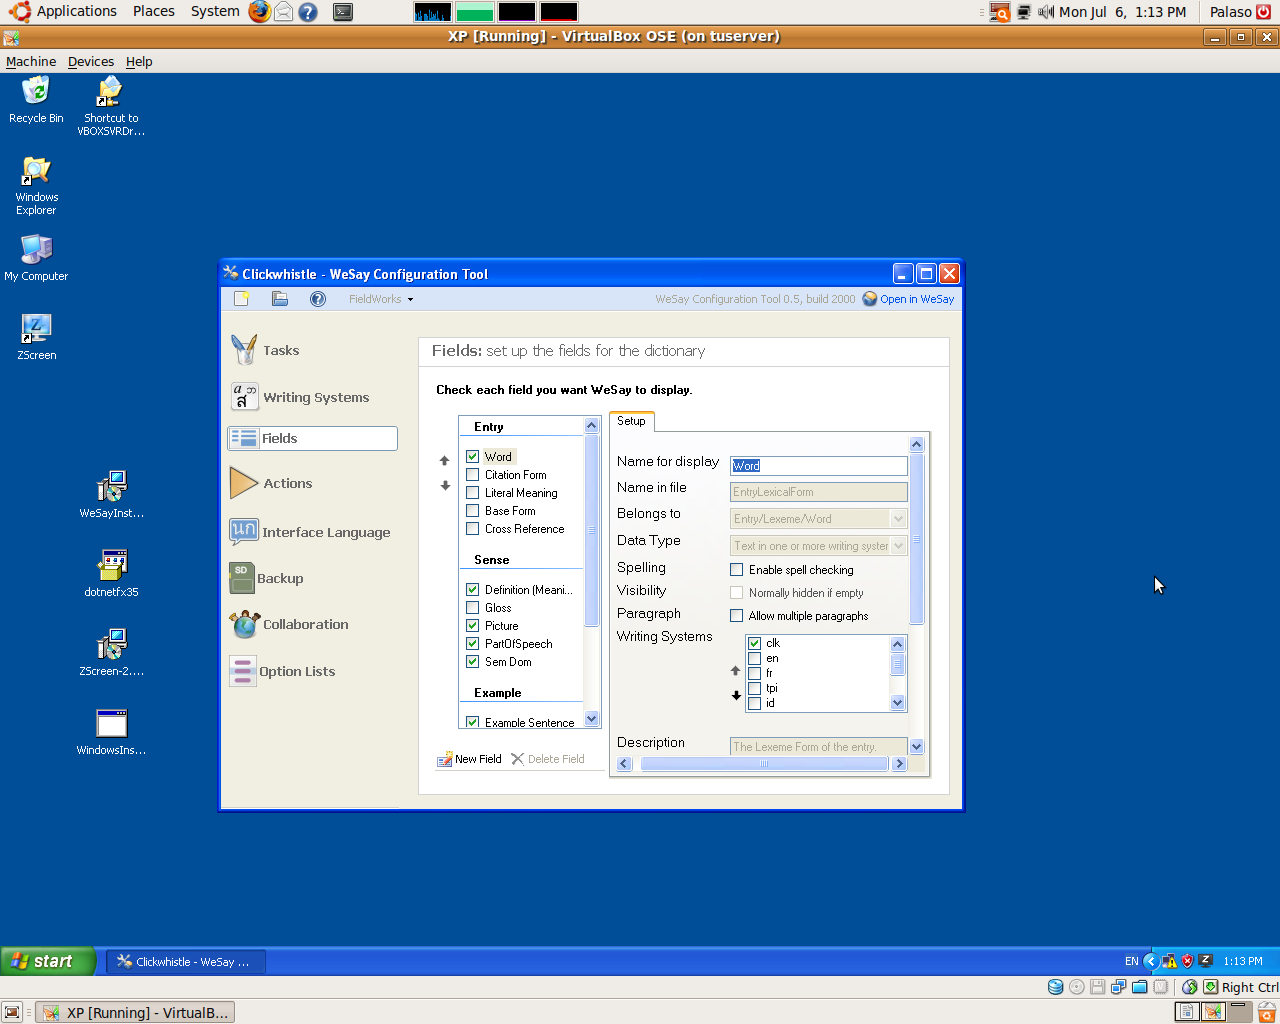 Applications Places System
Mon Jul 6, 1:13 PM Palaso
XP [Running] - VirtualBox OSE (on tuserver)
Machine Devices Help
Recycle Bin
Shortcut to VBOXSVRDr...
Windows Explorer
My Computer
ZScreen
WeSayInst...
dotnetfx35
ZScreen-2....
WindowsIns...
Clickwhistle - WeSay Configuration Tool
FieldWorks
WeSay Configuration Tool 0.5, build 2000
Open in WeSay
Tasks
Writing Systems
Fields
Actions
Interface Language
Backup
Collaboration
Option Lists
Fields: set up the fields for the dictionary
Check each field you want WeSay to display.
Entry
Word
Citation Form
Literal Meaning
Base Form
Cross Reference
Sense
Definition (Meani...
Gloss
Picture
PartOfSpeech
Sem Dom
Example
Example Sentence
New Field
Delete Field
Setup
Name for display
Word
Name in file
EntryLexicalForm
Belongs to
Entry/Lexeme/Word
Data Type
Text in one or more writing syster
Spelling
Enable spell checking
Visibility
Normally hidden if empty
Paragraph
Allow multiple paragraphs
Writing Systems
clk
en
fr
tpi
id
Description
The Lexeme Form of the entry.
start
Clickwhistle - WeSay ...
EN
1:13 PM
Right Ctrl
XP [Running] - VirtualB...